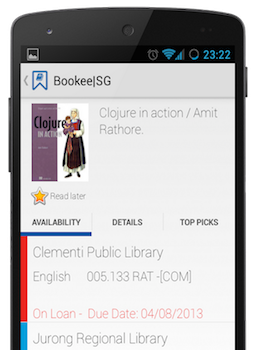 23:22
Bookee|SG
Clojure
IN ACTION
Clojure in action / Amit
Rathore.
Read later
AVAILABILITY DETAILS TOP PICKS
Clementi Public Library
English 005.133 RAT -[COM]
On Loan - Due Date: 04/08/2013
Jurong Regional Library